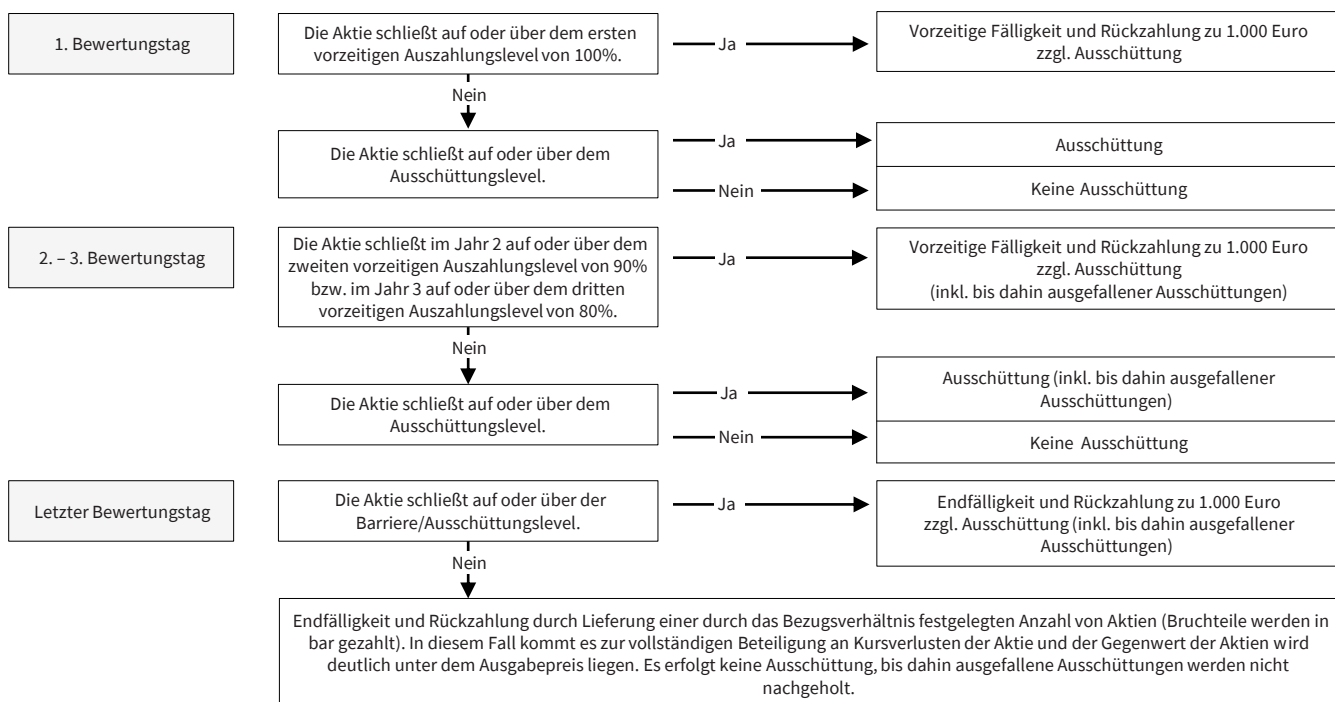 1. Bewertungstag
Die Aktie schließt auf oder über dem ersten
vorzeitigen Auszahlungslevel von 100%.
Ja
Vorzeitige Fälligkeit und Rückzahlung zu 1.000 Euro
zzgl. Ausschüttung
Nein
Die Aktie schließt auf oder über dem
Ausschüttungslevel.
Ja
Ausschüttung
Nein
Keine Ausschüttung
2. – 3. Bewertungstag
Die Aktie schließt im Jahr 2 auf oder über dem
zweiten vorzeitigen Auszahlungslevel von 90%
bzw. im Jahr 3 auf oder über dem dritten
vorzeitigen Auszahlungslevel von 80%.
Ja
Vorzeitige Fälligkeit und Rückzahlung zu 1.000 Euro
zzgl. Ausschüttung
(inkl. bis dahin ausgefallener Ausschüttungen)
Nein
Die Aktie schließt auf oder über dem
Ausschüttungslevel.
Ja
Ausschüttung (inkl. bis dahin ausgefallener
Ausschüttungen)
Nein
Keine Ausschüttung
Letzter Bewertungstag
Die Aktie schließt auf oder über der
Barriere/Ausschüttungslevel.
Ja
Endfälligkeit und Rückzahlung zu 1.000 Euro
zzgl. Ausschüttung (inkl. bis dahin ausgefallener
Ausschüttungen)
Nein
Endfälligkeit und Rückzahlung durch Lieferung einer durch das Bezugsverhältnis festgelegten Anzahl von Aktien (Bruchteile werden in
bar gezahlt). In diesem Fall kommt es zur vollständigen Beteiligung an Kursverlusten der Aktie und der Gegenwert der Aktien wird
deutlich unter dem Ausgabepreis liegen. Es erfolgt keine Ausschüttung, bis dahin ausgefallene Ausschüttungen werden nicht
nachgeholt.